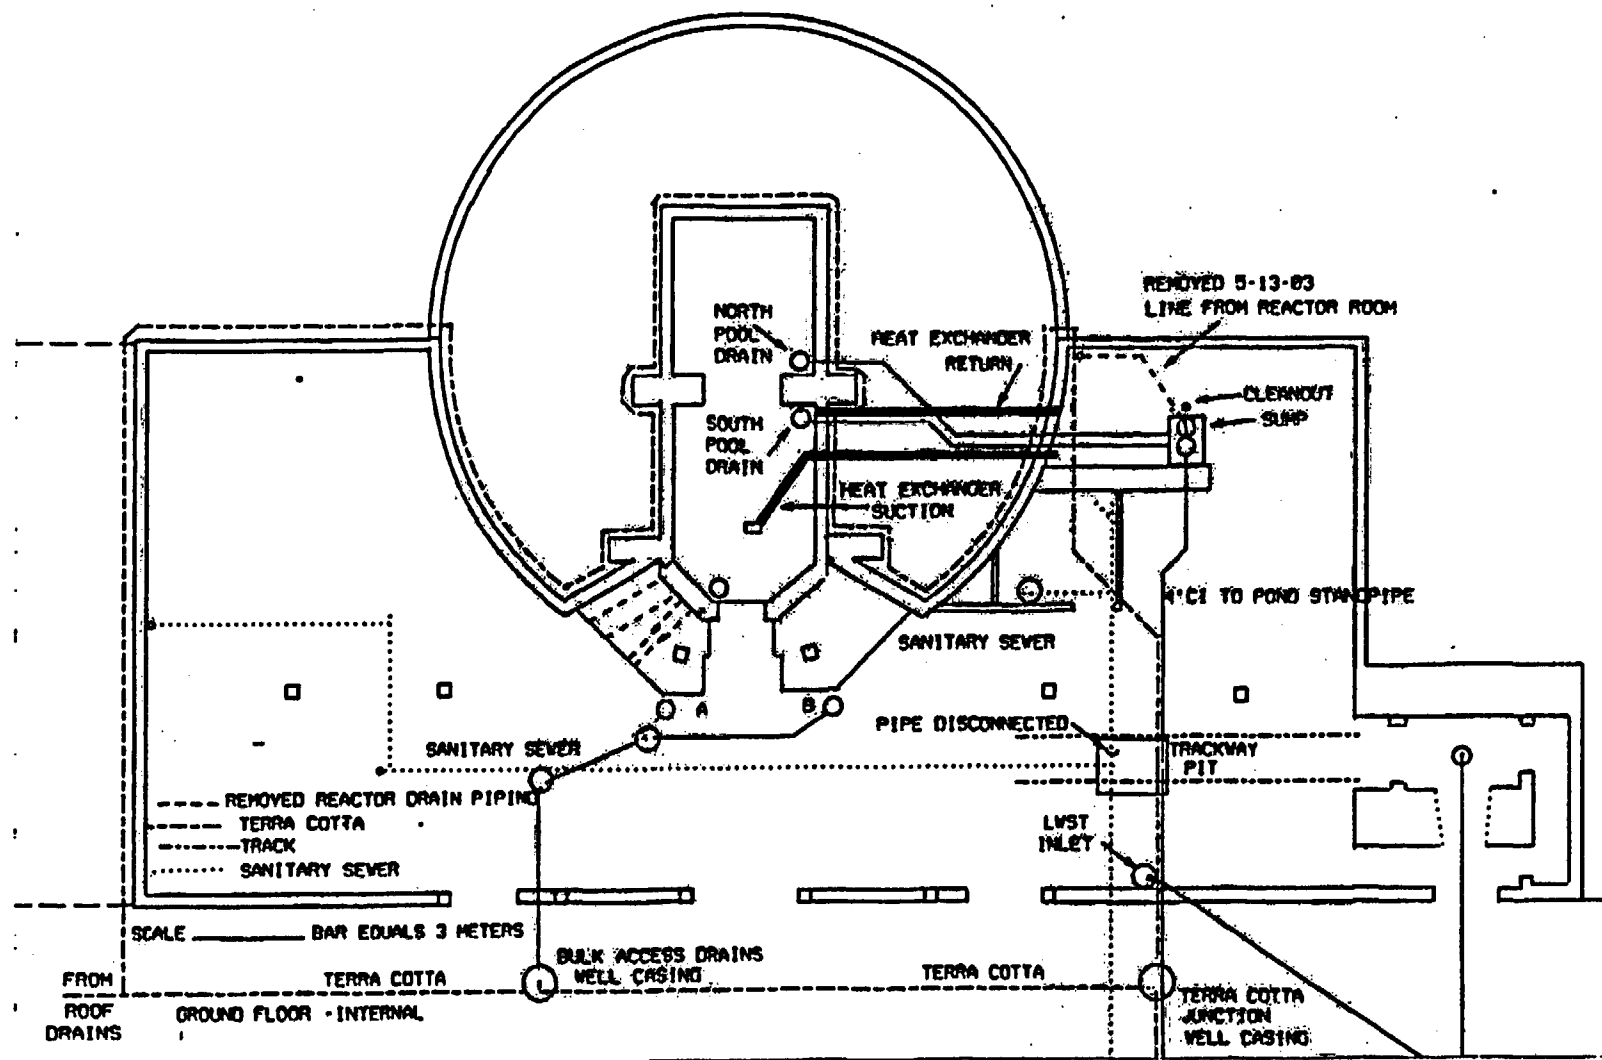 REMOVED 5-13-83
LINE FROM REACTOR ROOM
NORTH
POOL
DRAIN
HEAT EXCHANGER
RETURN
CLEANOUT
SUMP
SOUTH
POOL
DRAIN
HEAT EXCHANGER
SUCTION
4" CI TO POND STANDPIPE
SANITARY SEWER
A
B
PIPE DISCONNECTED
SANITARY SEWER
TRACKWAY
PIT
REMOVED REACTOR DRAIN PIPING
TERRA COTTA
TRACK
SANITARY SEWER
LWST
INLET
SCALE BAR EQUALS 3 METERS
BULK ACCESS DRAINS
WELL CASING
FROM
ROOF
DRAINS
TERRA COTTA
TERRA COTTA
GROUND FLOOR - INTERNAL
TERRA COTTA
JUNCTION
WELL CASING